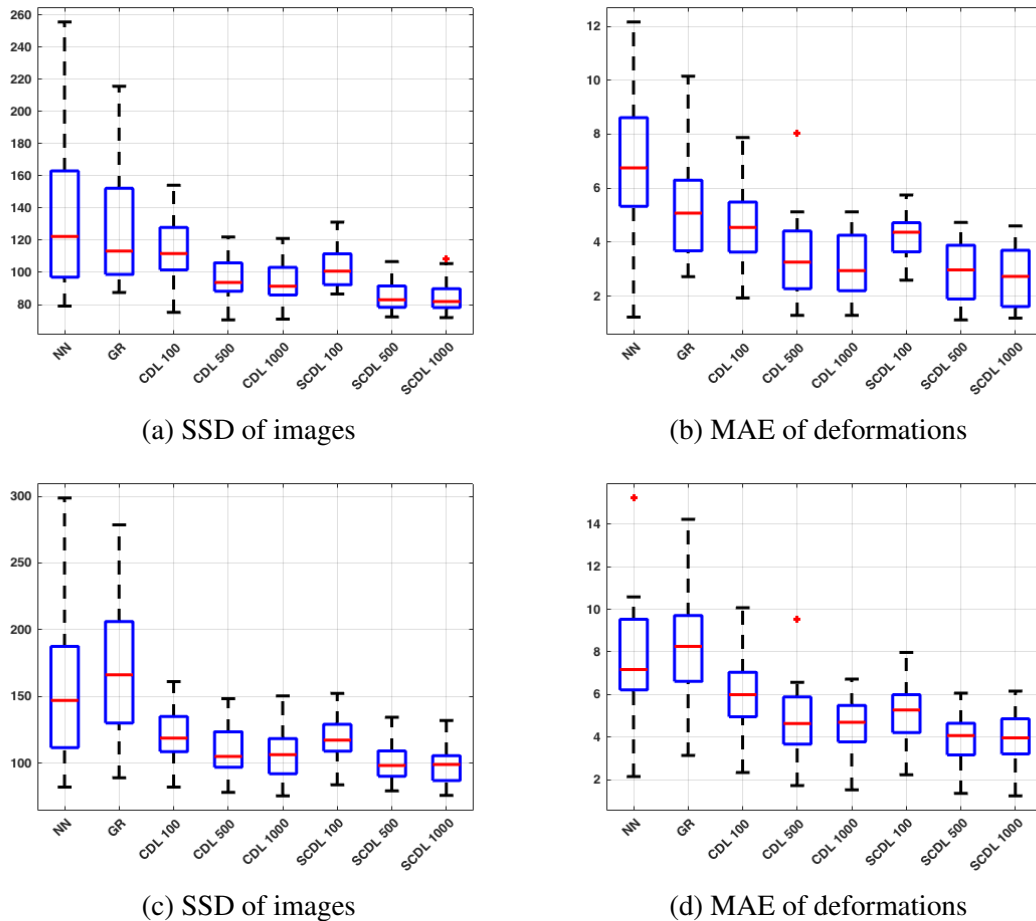 260
240
220
200
180
160
140
120
100
80
NN
GR
CDL 100
CDL 500
CDL 1000
SCDL 100
SCDL 500
SCDL 1000
(a) SSD of images
12
10
8
6
4
2
NN
GR
CDL 100
CDL 500
CDL 1000
SCDL 100
SCDL 500
SCDL 1000
(b) MAE of deformations
300
250
200
150
100
NN
GR
CDL 100
CDL 500
CDL 1000
SCDL 100
SCDL 500
SCDL 1000
(c) SSD of images
14
12
10
8
6
4
2
NN
GR
CDL 100
CDL 500
CDL 1000
SCDL 100
SCDL 500
SCDL 1000
(d) MAE of deformations